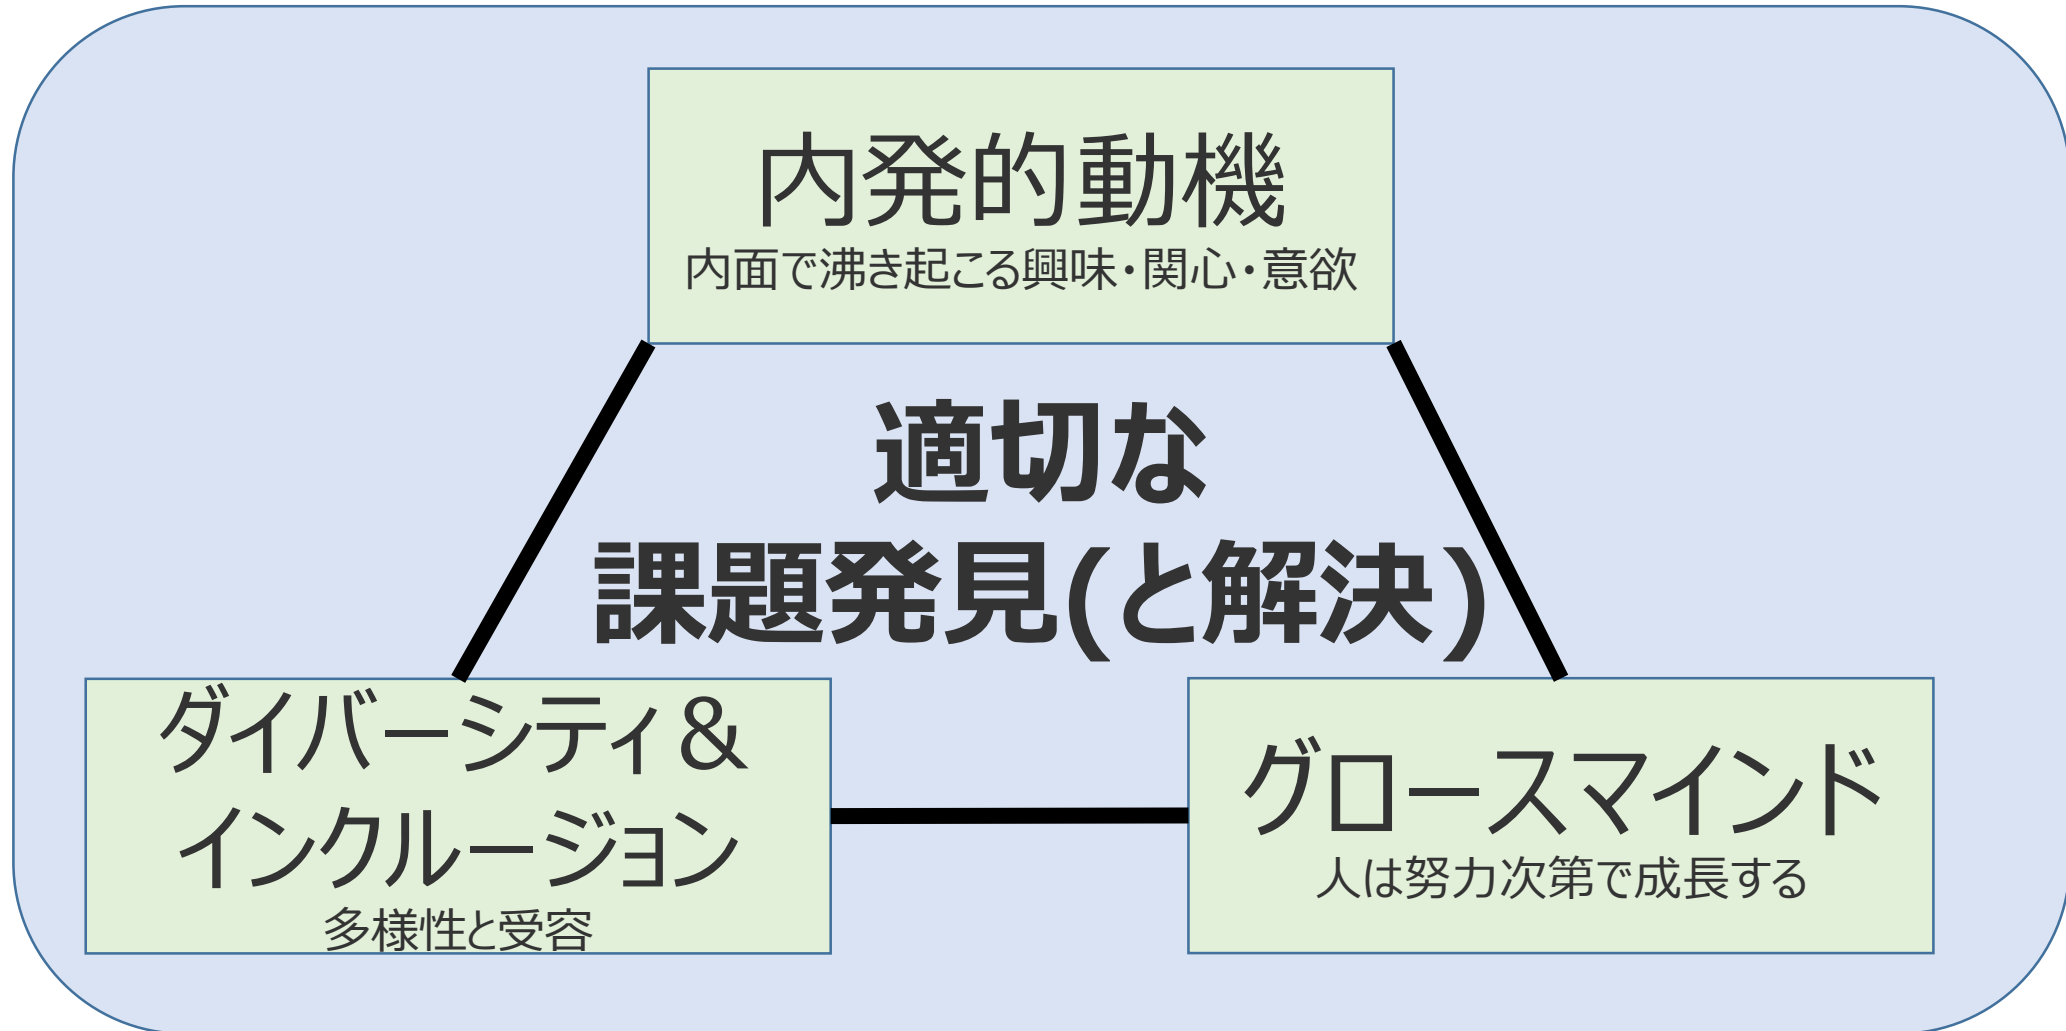 内発的動機
内面で沸き起こる興味・関心・意欲
適切な
課題発見(と解決)
ダイバーシティ&
インクルージョン
多様性と受容
グロースマインド
人は努力次第で成長する